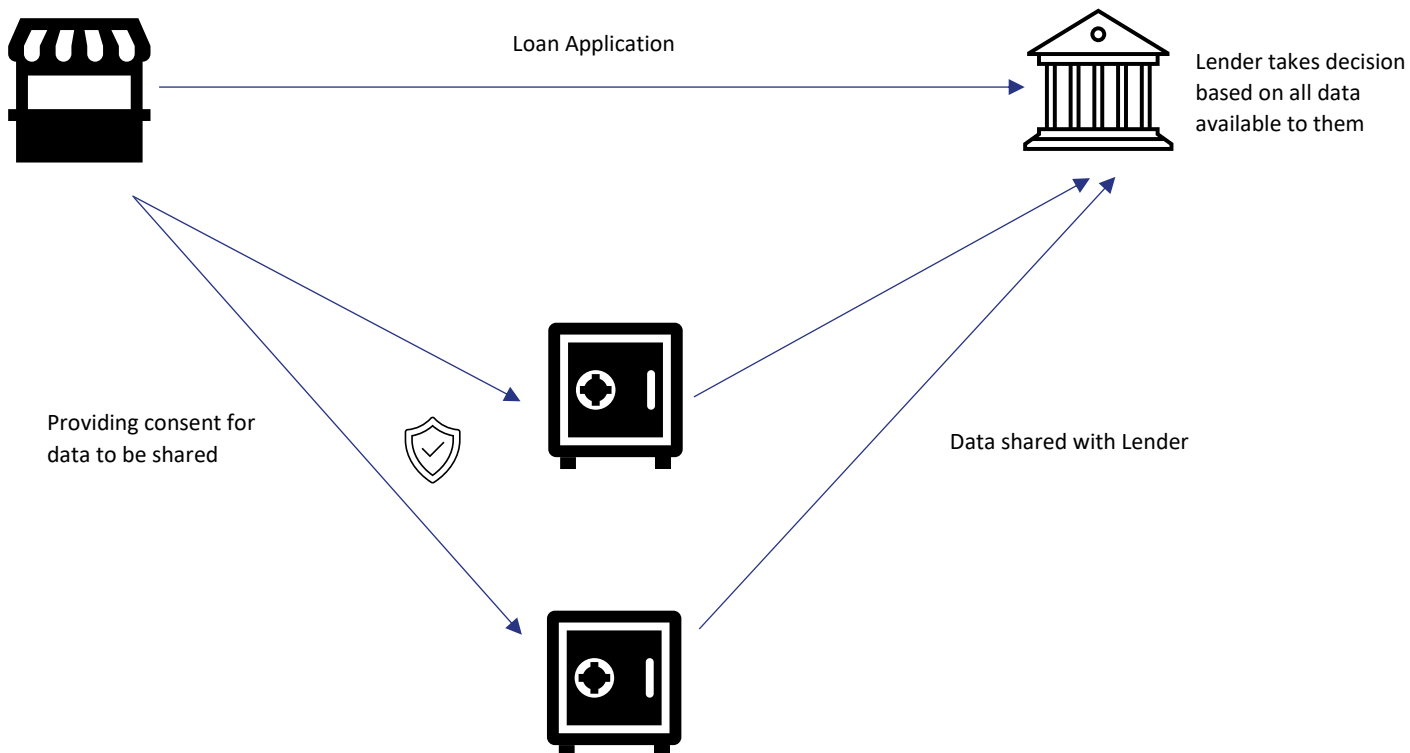 Loan Application
Lender takes decision
based on all data
available to them
Providing consent for
data to be shared
Data shared with Lender